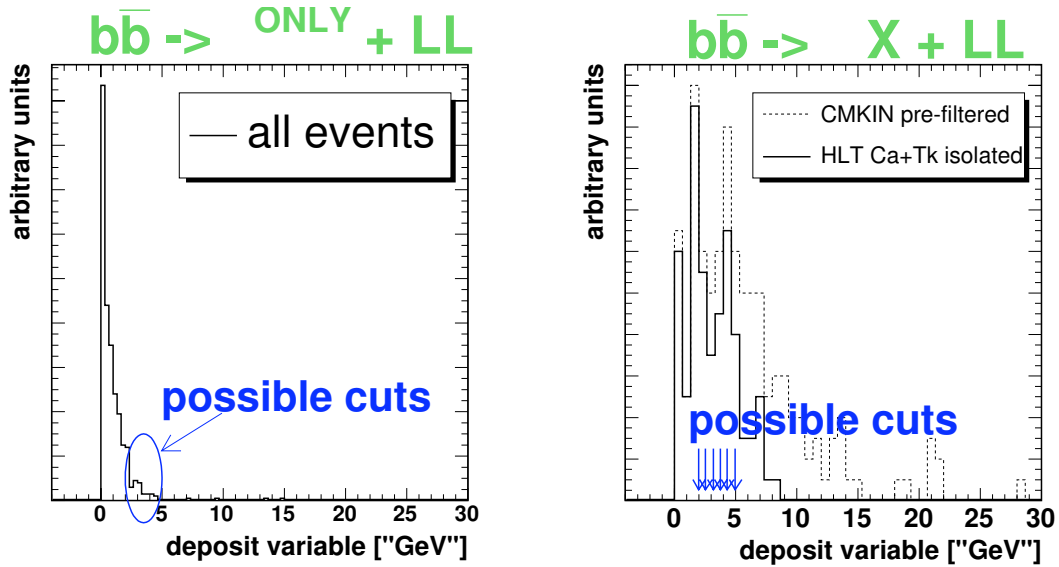 bb̅ -> ONLY + LL
arbitrary units
all events
possible cuts
0 5 10 15 20 25 30
deposit variable ["GeV"]
bb̅ -> X + LL
arbitrary units
CMKIN pre-filtered
HLT Ca+Tk isolated
possible cuts
0 5 10 15 20 25 30
deposit variable ["GeV"]